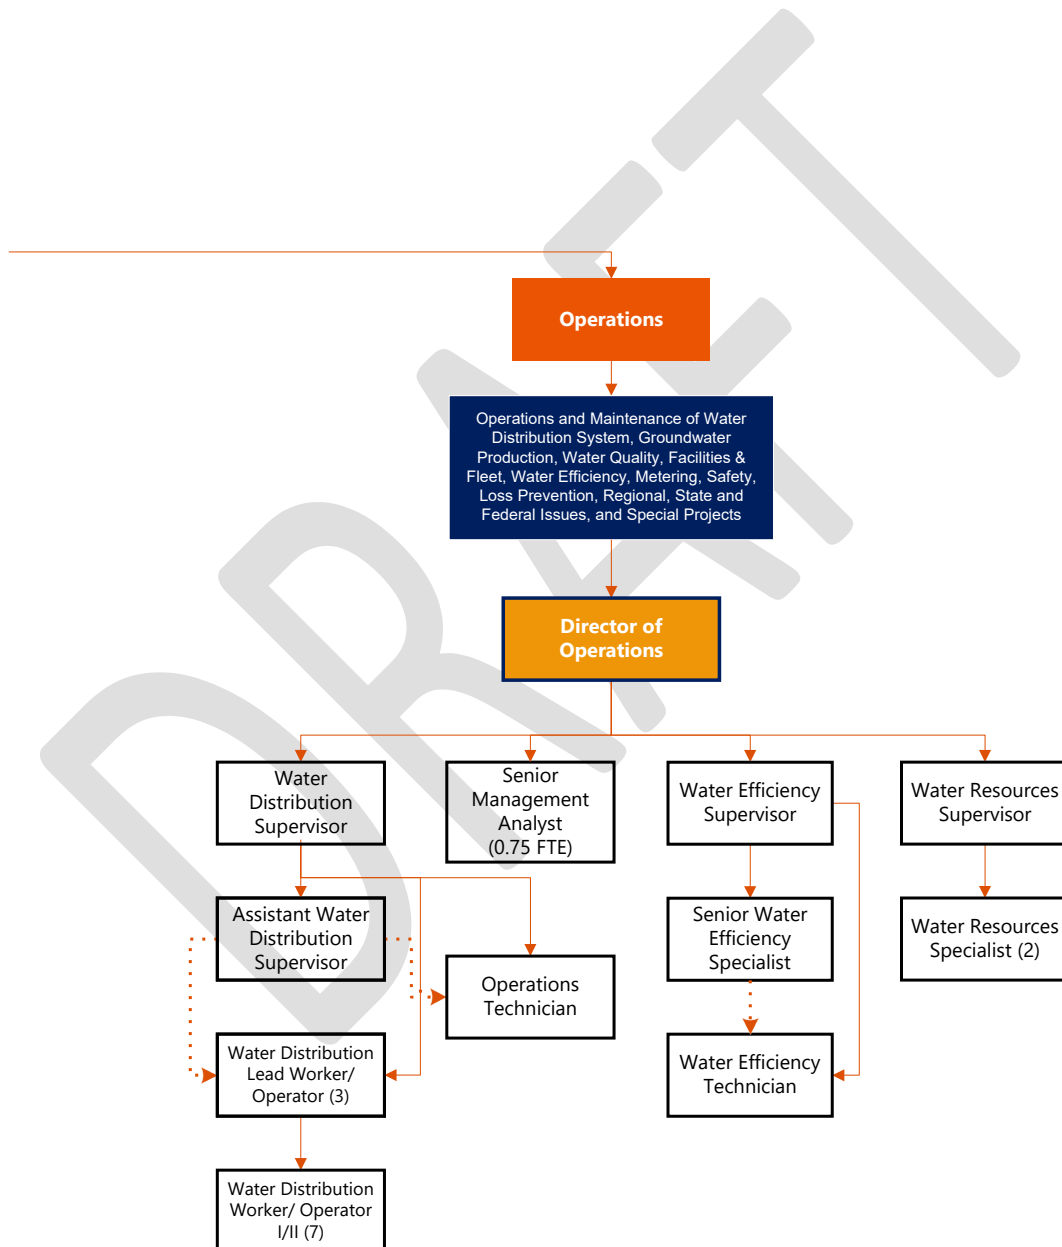 DRAFT
Operations
Operations and Maintenance of Water
Distribution System, Groundwater
Production, Water Quality, Facilities &
Fleet, Water Efficiency, Metering, Safety,
Loss Prevention, Regional, State and
Federal Issues, and Special Projects
Director of
Operations
Water
Distribution
Supervisor
Senior
Management
Analyst
(0.75 FTE)
Water Efficiency
Supervisor
Water Resources
Supervisor
Assistant Water
Distribution
Supervisor
Operations
Technician
Senior Water
Efficiency
Specialist
Water Resources
Specialist (2)
Water Distribution
Lead Worker/
Operator (3)
Water Efficiency
Technician
Water Distribution
Worker/ Operator
I/II (7)